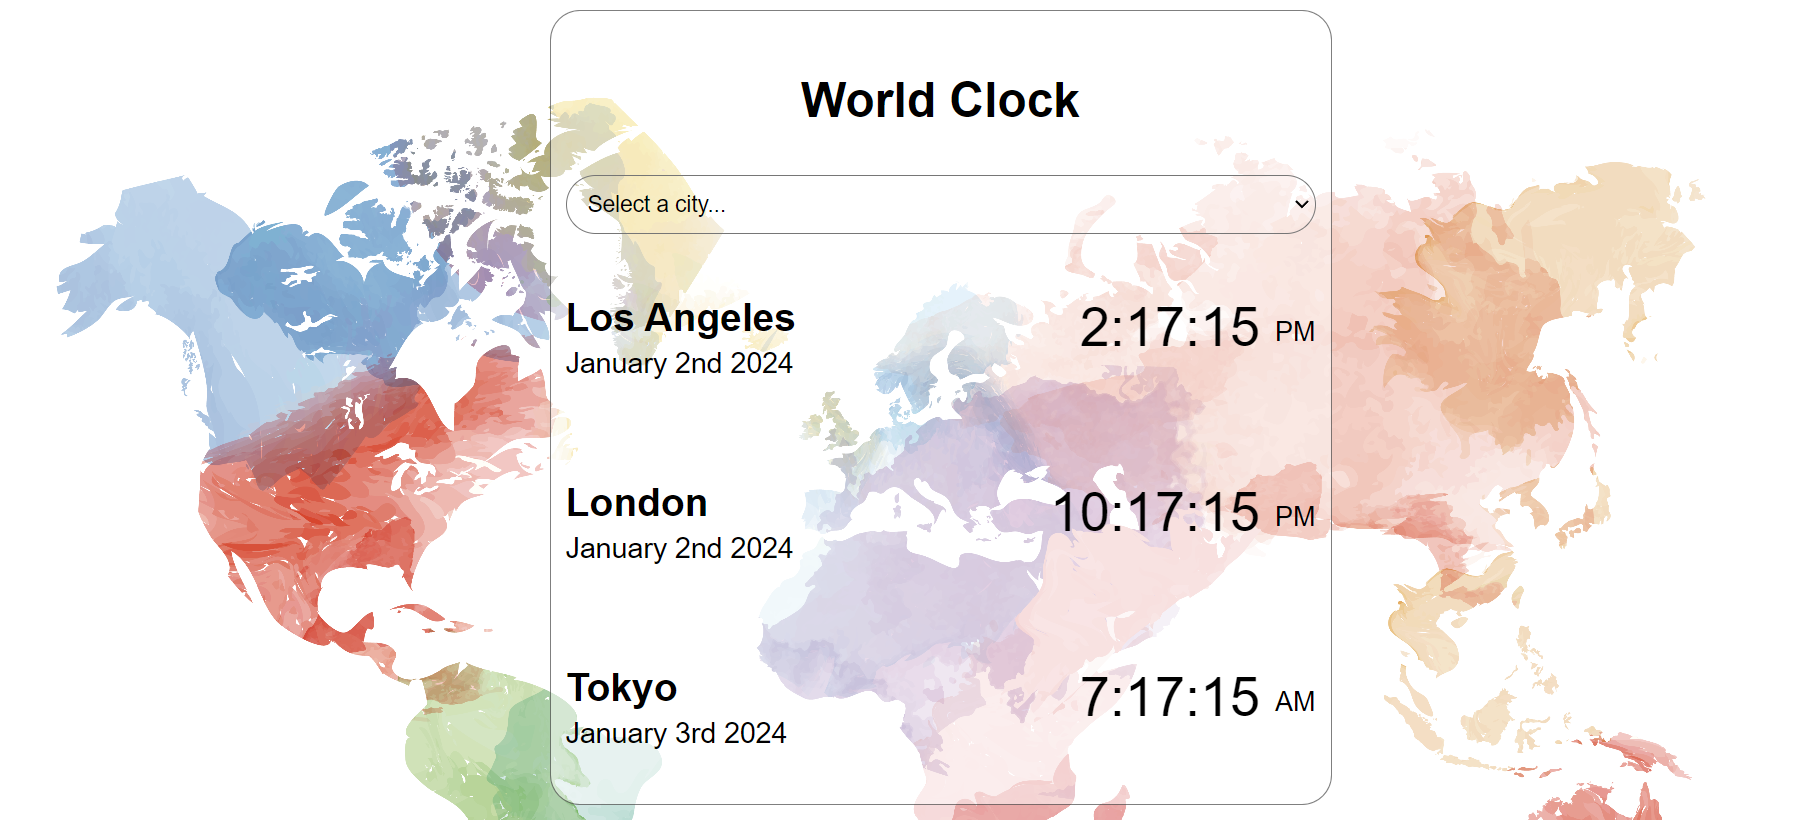 World Clock
Select a city...
Los Angeles
2:17:15 PM
January 2nd 2024
London
10:17:15 PM
January 2nd 2024
Tokyo
7:17:15 AM
January 3rd 2024